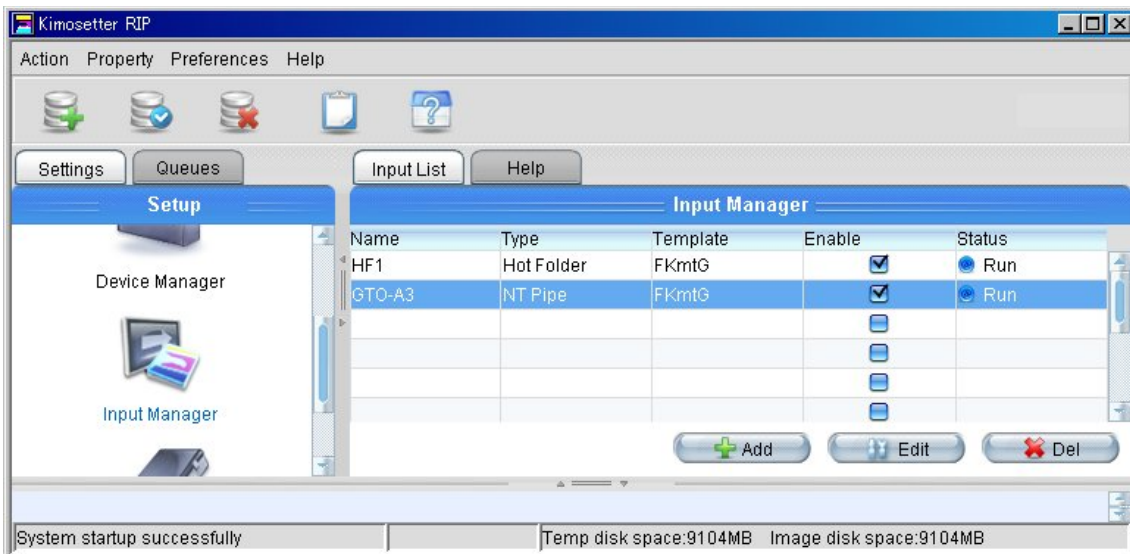 Kimosetter RIP
Action Property Preferences Help
Settings Queues Input List Help
Setup
Input Manager
Name Type Template Enable Status
HF1 Hot Folder FKmtG Run
GTO-A3 NT Pipe FKmtG Run
Device Manager
Input Manager
Add Edit Del
System startup successfully Temp disk space:9104MB Image disk space:9104MB